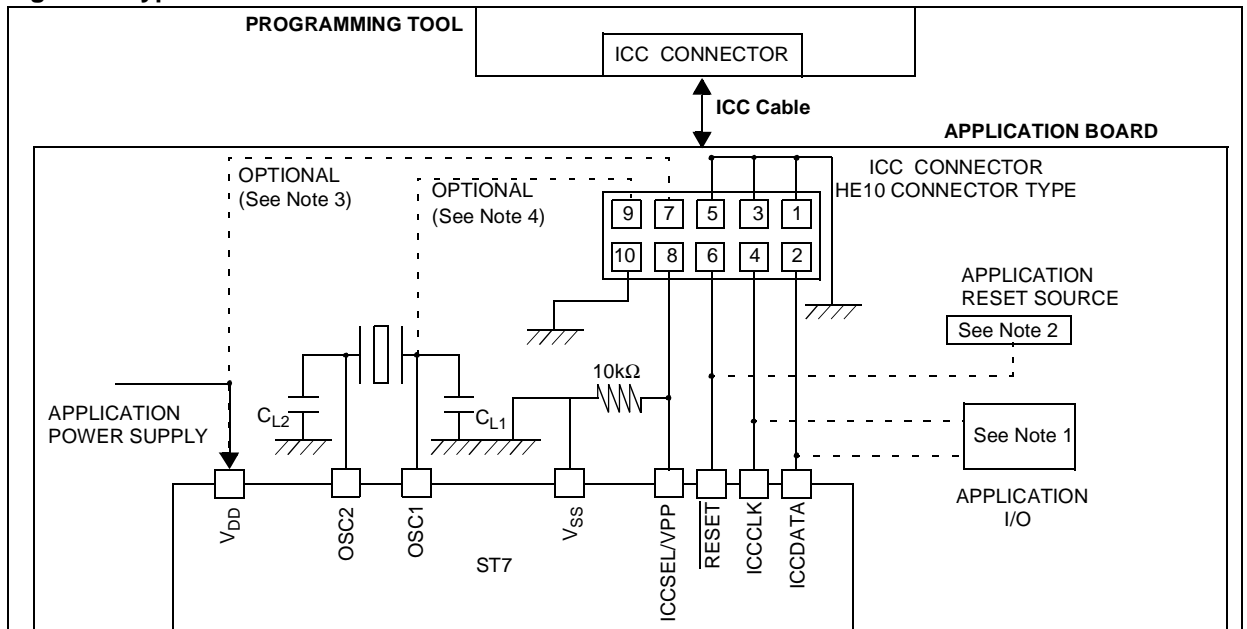 PROGRAMMING TOOL
ICC CONNECTOR
ICC Cable
APPLICATION BOARD
OPTIONAL
(See Note 3)
OPTIONAL
(See Note 4)
ICC CONNECTOR
HE10 CONNECTOR TYPE
9 7 5 3 1
10 8 6 4 2
APPLICATION
RESET SOURCE
See Note 2
10kΩ
APPLICATION
POWER SUPPLY
CL2
CL1
See Note 1
APPLICATION
I/O
VDD
OSC2
OSC1
VSS
ICCSEL/VPP
RESET
ICCCLK
ICCDATA
ST7